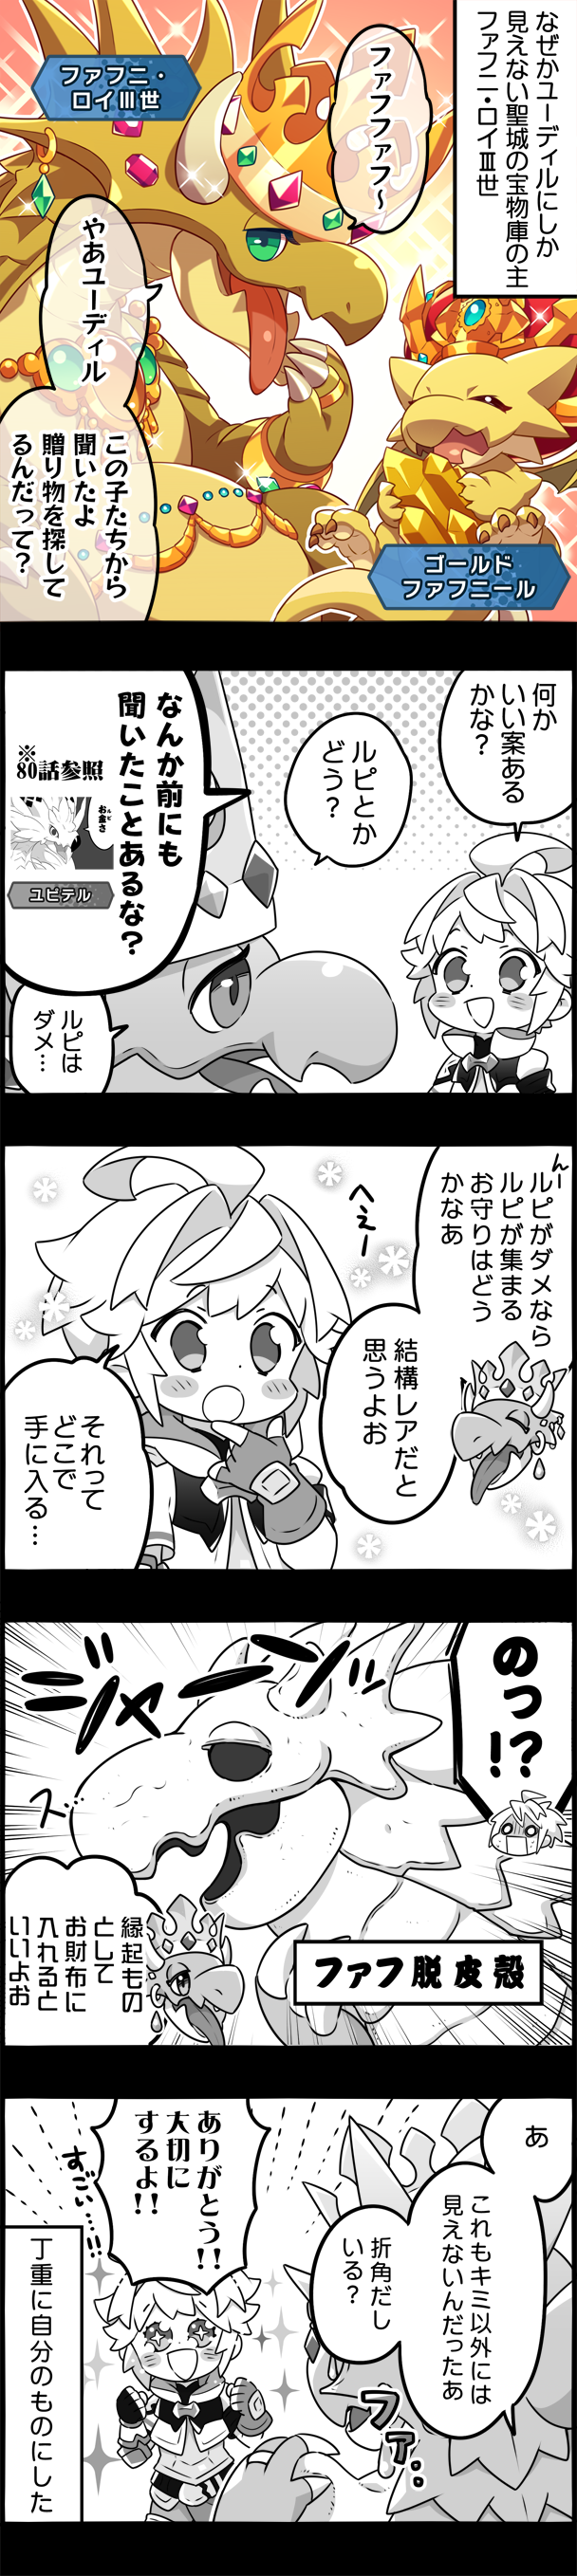 なぜかユーディルにしか
見えない聖城の宝物庫の主
ファフニ・ロイⅢ世
ファフファフ～
ファフニ・
ロイⅢ世
やあユーディル
この子たちから
聞いたよ
贈り物を探して
るんだって？
ゴールド
ファフニール
何か
いい案ある
かな？
ルピとか
どう？
なんか前にも
聞いたことあるな？
※
80話参照
お金さ
ルピ
ユピテル
ルピは
ダメ…
んー
ルピがダメなら
ルピが集まる
お守りはどう
かなあ
へぇー
結構レアだと
思うよお
それって
どこで
手に入る…
のっ!?
ジャーン
ズ…
ファフ脱皮殻
縁起もの
として
お財布に
入れると
いいよお
あ
これもキミ以外には
見えないんだったあ
折角だし
いる？
ファ…
ありがとう!!
大切に
するよ!!
すごい…!!
丁重に自分のものにした